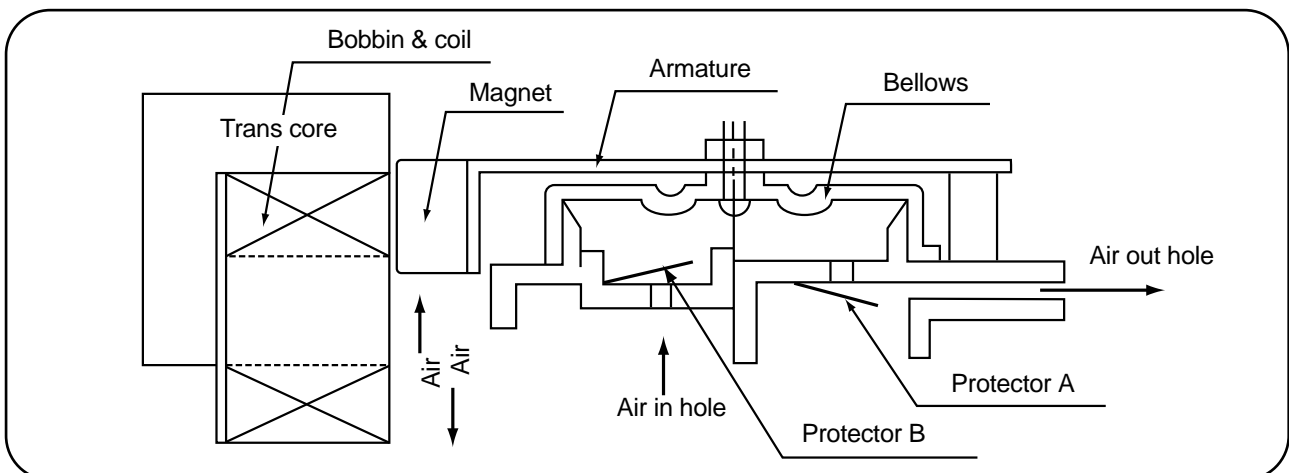 Bobbin & coil
Armature
Bellows
Magnet
Trans core
Air out hole
Air
Air
Air in hole
Protector A
Protector B